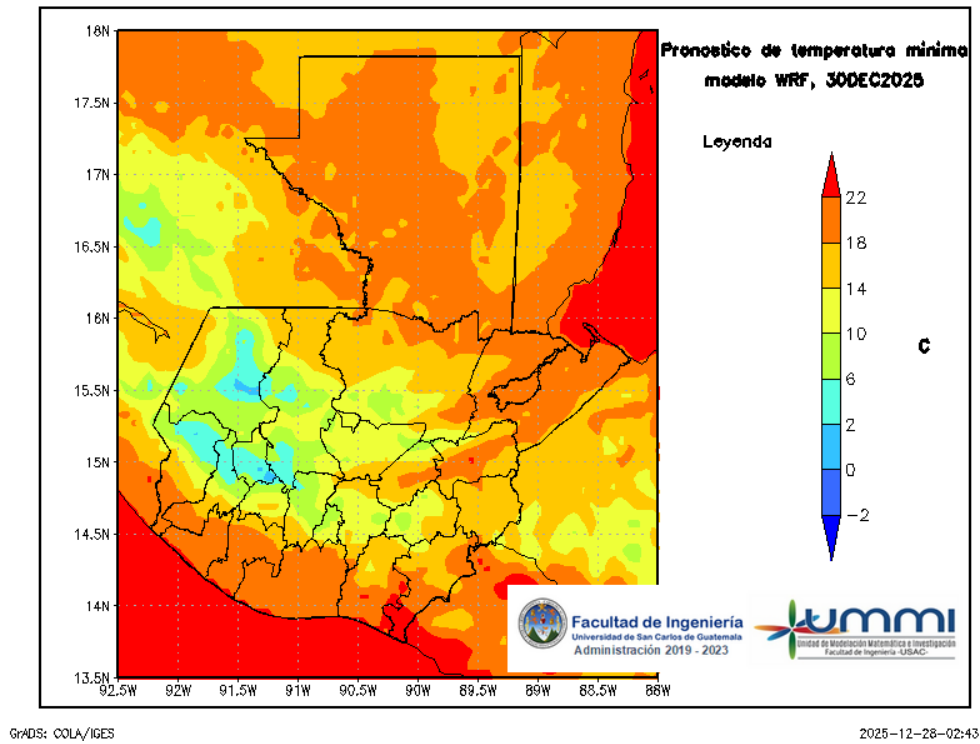 Pronostico de temperatura minima
modelo WRF, 30DEC2025
Leyenda
22
18
14
10
6
2
0
-2
C
18N
17.5N
17N
16.5N
16N
15.5N
15N
14.5N
14N
13.5N
92.5W 92W 91.5W 91W 90.5W 90W 89.5W 89W 88.5W 88W
Facultad de Ingeniería
Universidad de San Carlos de Guatemala
Administración 2019 - 2023
ummi
Unidad de Modelación Matemática e Investigación
Facultad de Ingeniería -USAC-
GrADS: COLA/IGES
2025-12-28-02:43